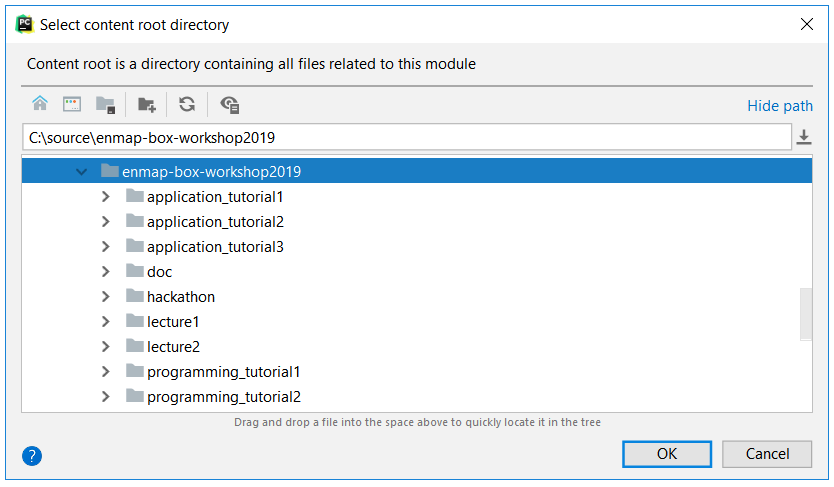 PC
Select content root directory
Content root is a directory containing all files related to this module
Hide path
C:\source\enmap-box-workshop2019
enmap-box-workshop2019
application_tutorial1
application_tutorial2
application_tutorial3
doc
hackathon
lecture1
lecture2
programming_tutorial1
programming_tutorial2
Drag and drop a file into the space above to quickly locate it in the tree
?
OK
Cancel